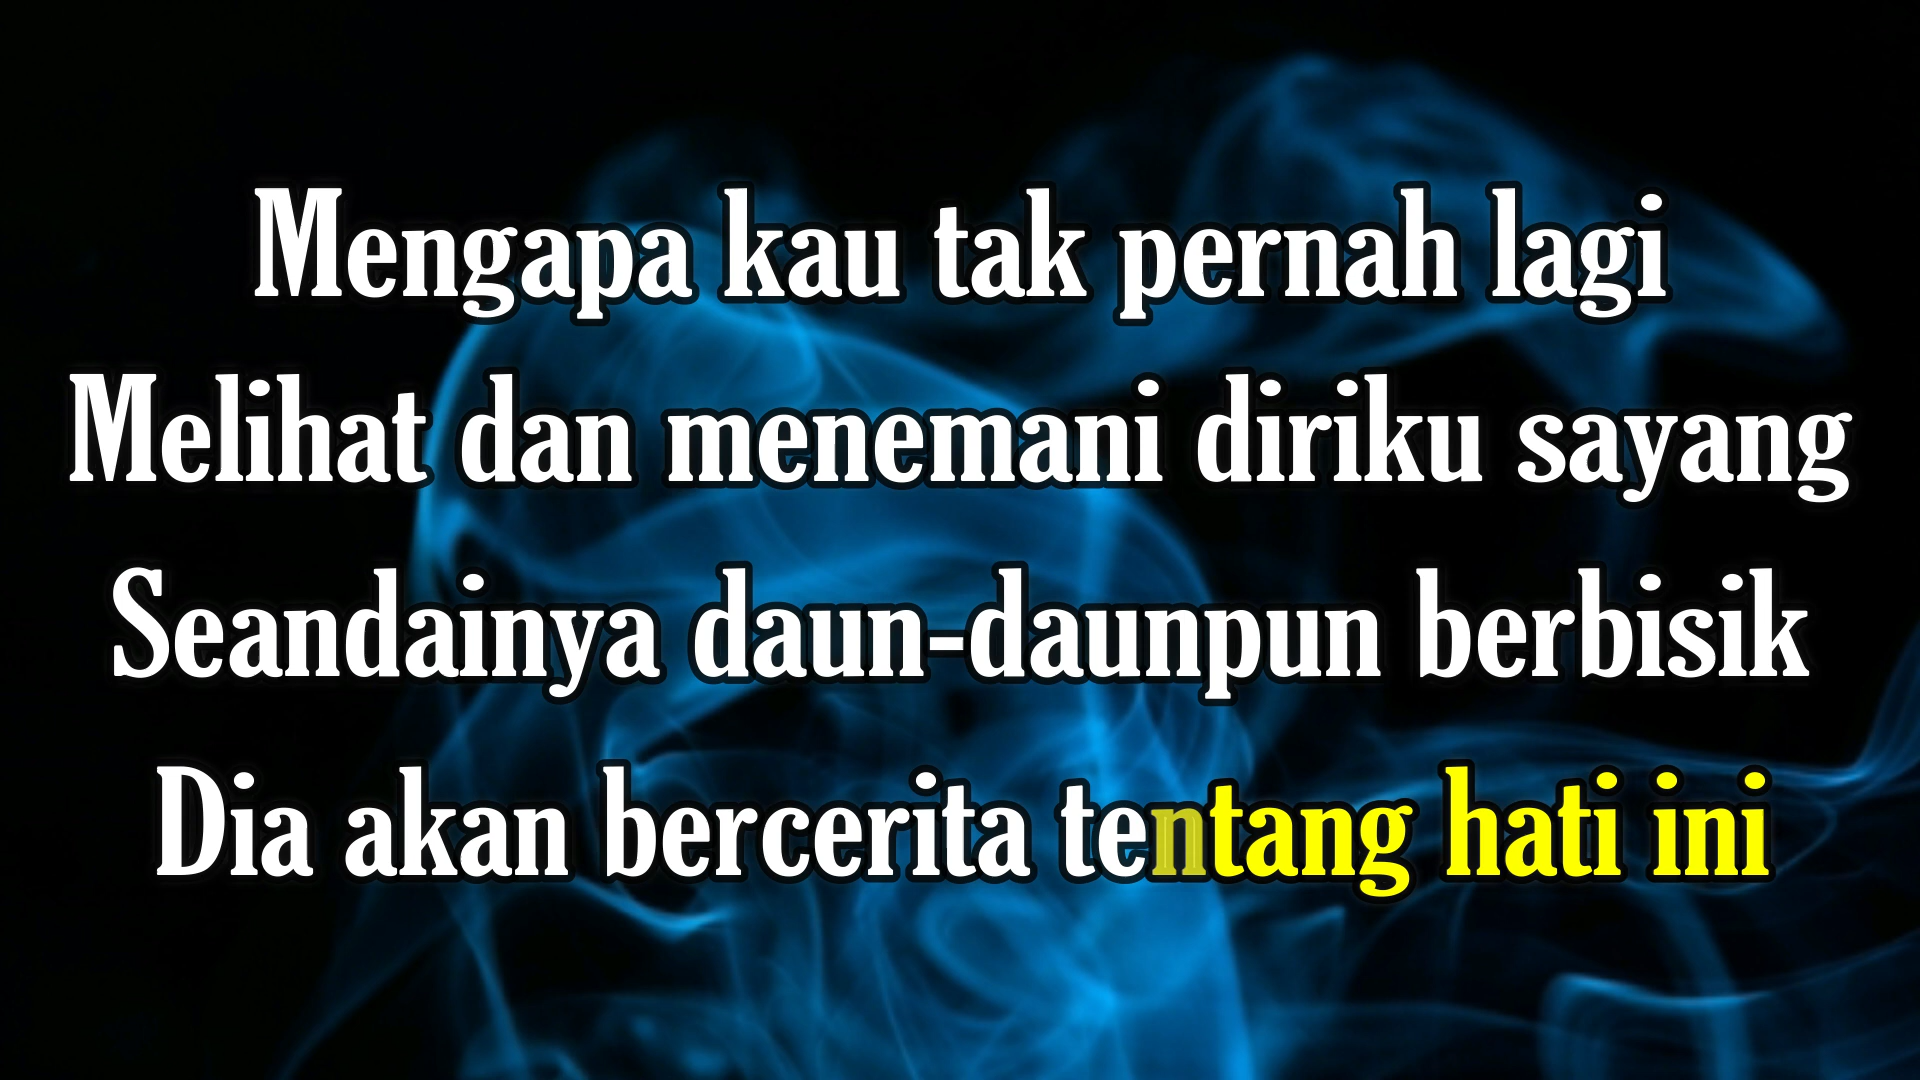 Mengapa kau tak pernah lagi
Melihat dan menemani diriku sayang
Seandainya daun-daunpun berbisik
Dia akan bercerita tentang hati ini